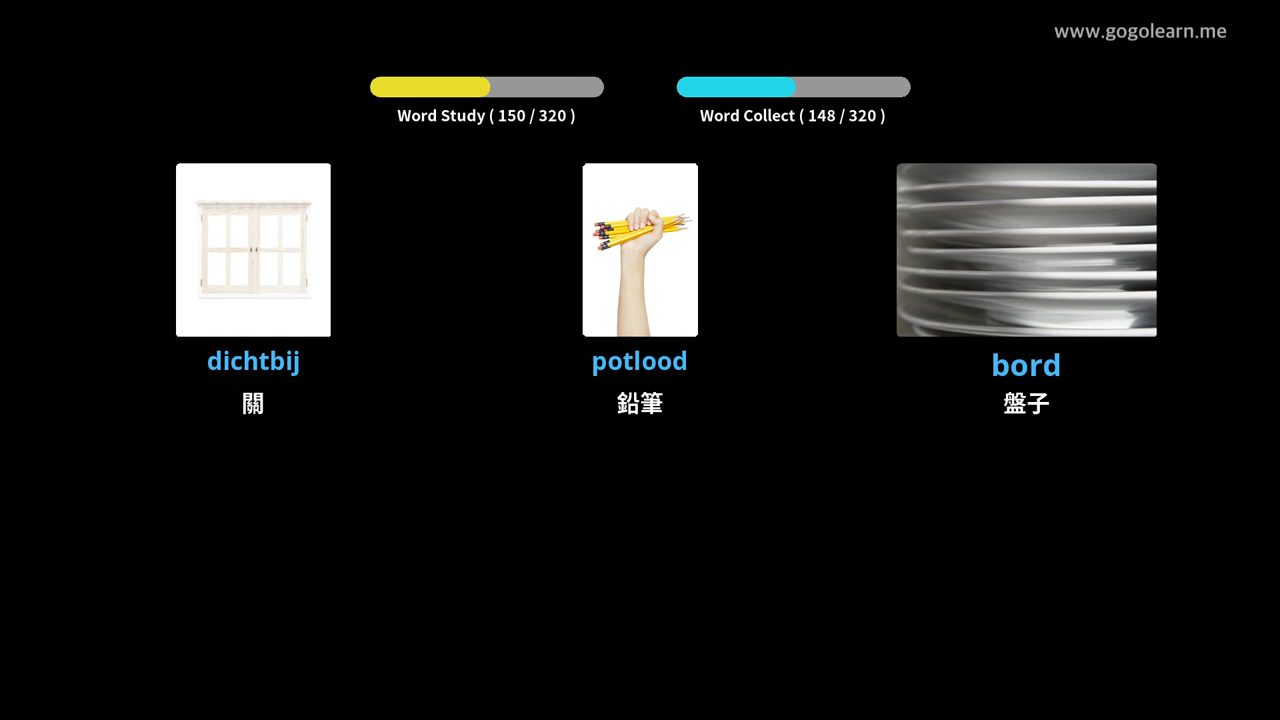 www.gogolearn.me
Word Study ( 150 / 320 )
Word Collect ( 148 / 320 )
dichtbij
potlood
bord
關
鉛筆
盤子